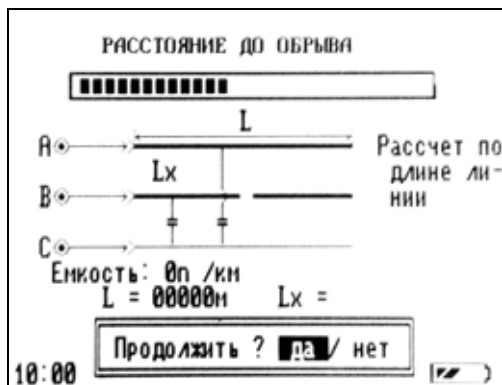 РАССТОЯНИЕ ДО ОБРЫВА
L
A
Рассчет по
длине ли-
нии
Lx
B
C
Емкость: 0п /км
L = 00000м Lx =
Продолжить ? да / нет
10:00